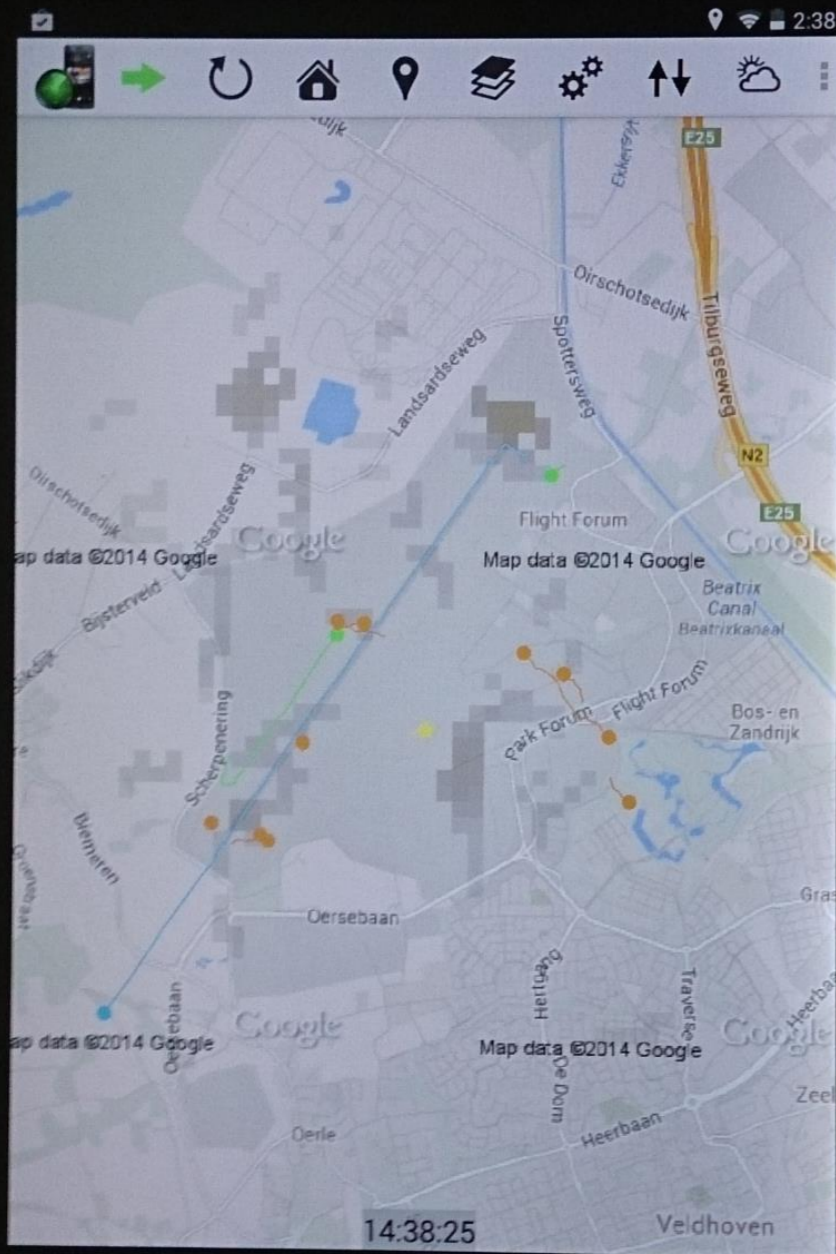 2:38
E25
Ekkersrijt
Oirschotsedijk
Tilburgseweg
Spottersweg
Landsardseweg
N2
Oirschotsedijk
Landsardseweg
E25
Flight Forum
Google
Google
ap data ©2014 Google
Map data ©2014 Google
Beatrix
Canal
Beatrixkanaal
Bijsterveld
Scherpenering
Park Forum
Flight Forum
Bos- en
Zandrijk
Biemeren
Oersebaan
Gras
Oersebaan
Traverse
Heerbaan
Google
Google
ap data ©2014 Google
Map data ©2014 Google
De Dom
Zeel
Oerle
Heerbaan
14:38:25
Veldhoven